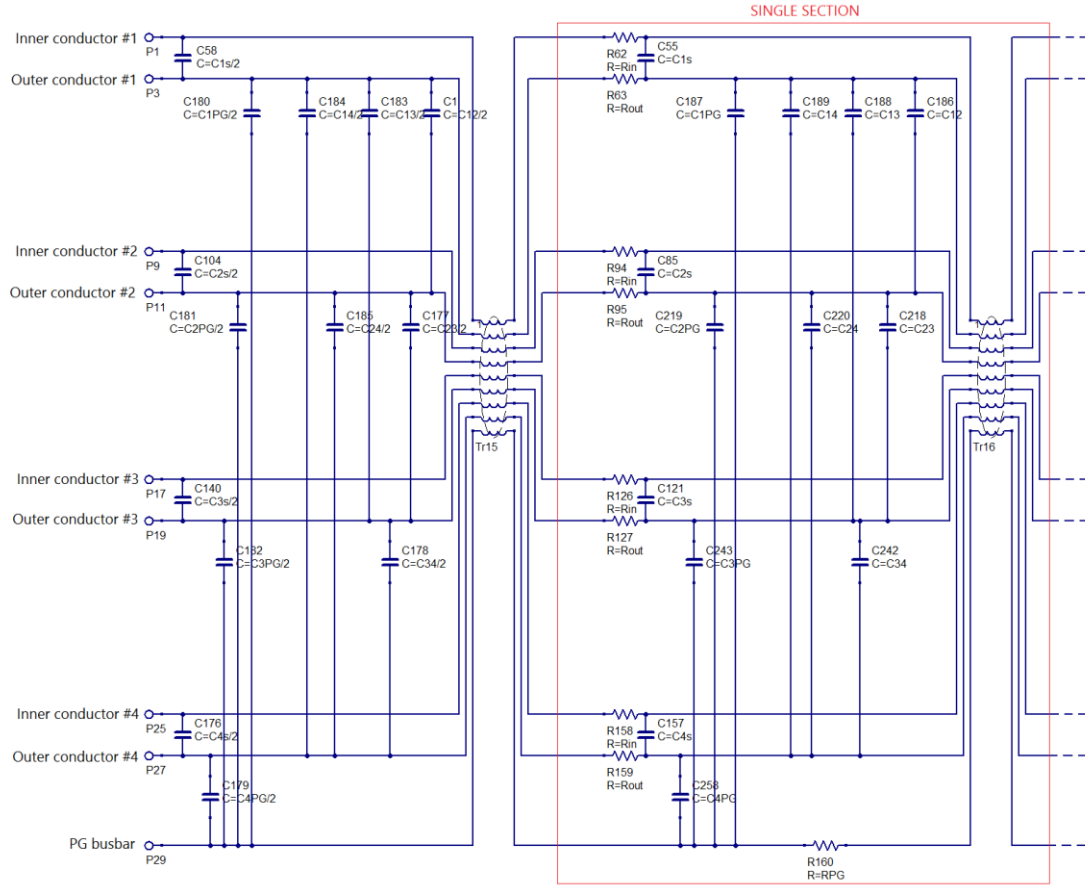 SINGLE SECTION
Inner conductor #1
P1
C58
C=C1s/2
R62
R=Rin
C55
C=C1s
Outer conductor #1
P3
R63
R=Rout
C180
C=C1PG/2
C184
C=C14/2
C183
C=C13/2
C1
C=C12/2
C187
C=C1PG
C189
C=C14
C188
C=C13
C186
C=C12
Inner conductor #2
P9
C104
C=C2s/2
R94
R=Rin
C85
C=C2s
Outer conductor #2
P11
R95
R=Rout
C181
C=C2PG/2
C185
C=C24/2
C177
C=C23/2
C219
C=C2PG
C220
C=C24
C218
C=C23
1
1
Tr15
Tr16
Inner conductor #3
P17
C140
C=C3s/2
R126
R=Rin
C121
C=C3s
Outer conductor #3
P19
R127
R=Rout
C182
C=C3PG/2
C178
C=C34/2
C243
C=C3PG
C242
C=C34
Inner conductor #4
P25
C176
C=C4s/2
R158
R=Rin
C157
C=C4s
Outer conductor #4
P27
R159
R=Rout
C179
C=C4PG/2
C258
C=C4PG
PG busbar
P29
R160
R=RPG